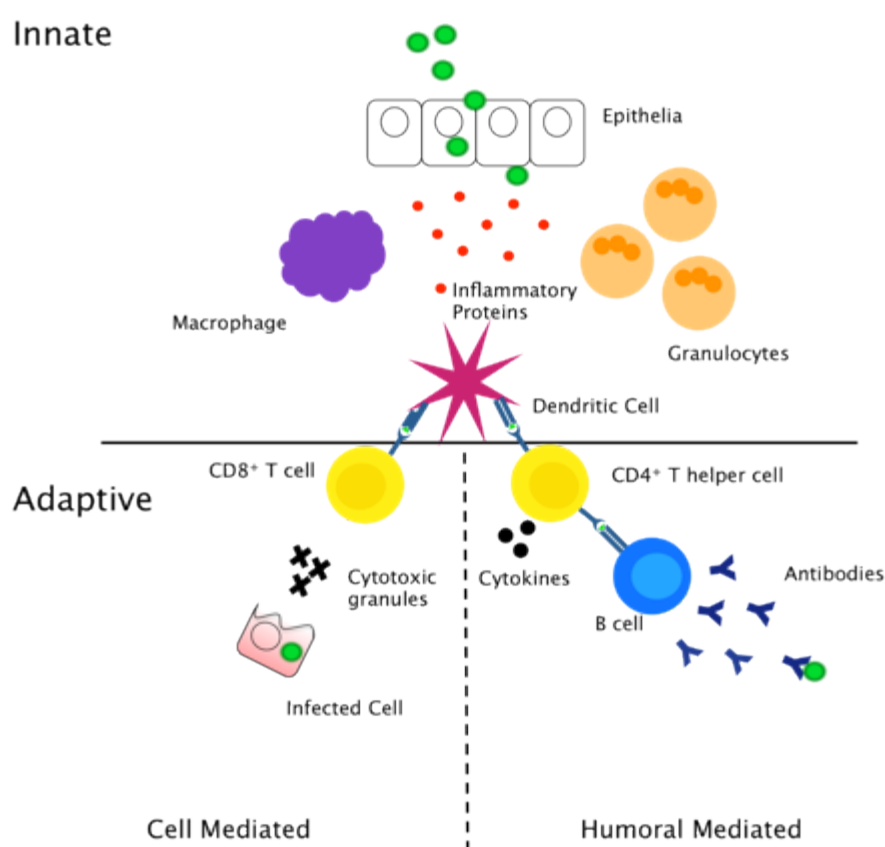 Innate
Epithelia
Inflammatory
Proteins
Macrophage
Granulocytes
Dendritic Cell
CD8⁺ T cell
CD4⁺ T helper cell
Adaptive
Cytotoxic
granules
Cytokines
Antibodies
B cell
Infected Cell
Cell Mediated
Humoral Mediated